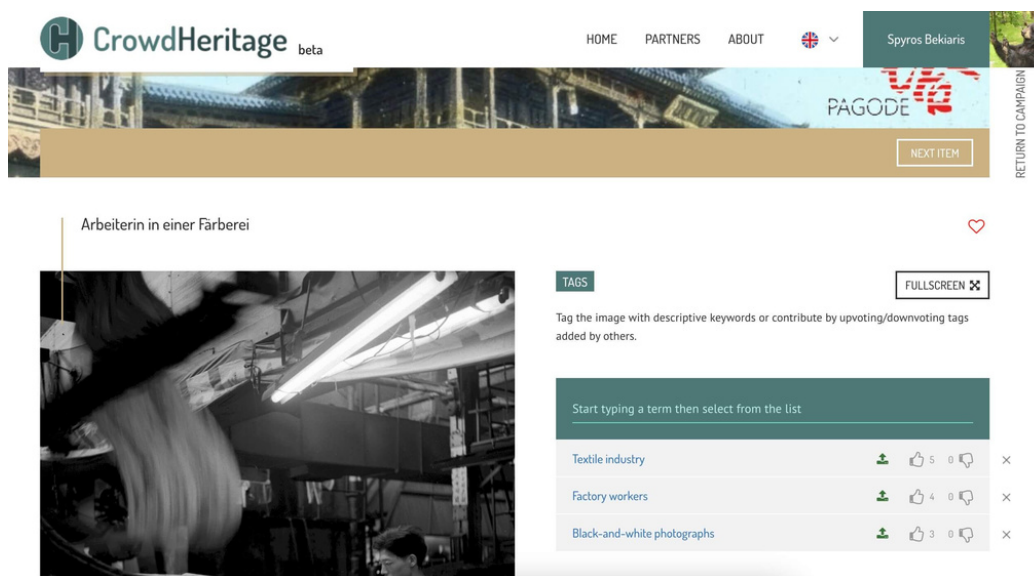 CrowdHeritage beta
HOME PARTNERS ABOUT Spyros Bekiaris
PAGODE
NEXT ITEM
RETURN TO CAMPAIGN
Arbeiterin in einer Färberei
TAGS
FULLSCREEN
Tag the image with descriptive keywords or contribute by upvoting/downvoting tags
added by others.
Start typing a term then select from the list
Textile industry 5 0
Factory workers 4 0
Black-and-white photographs 3 0